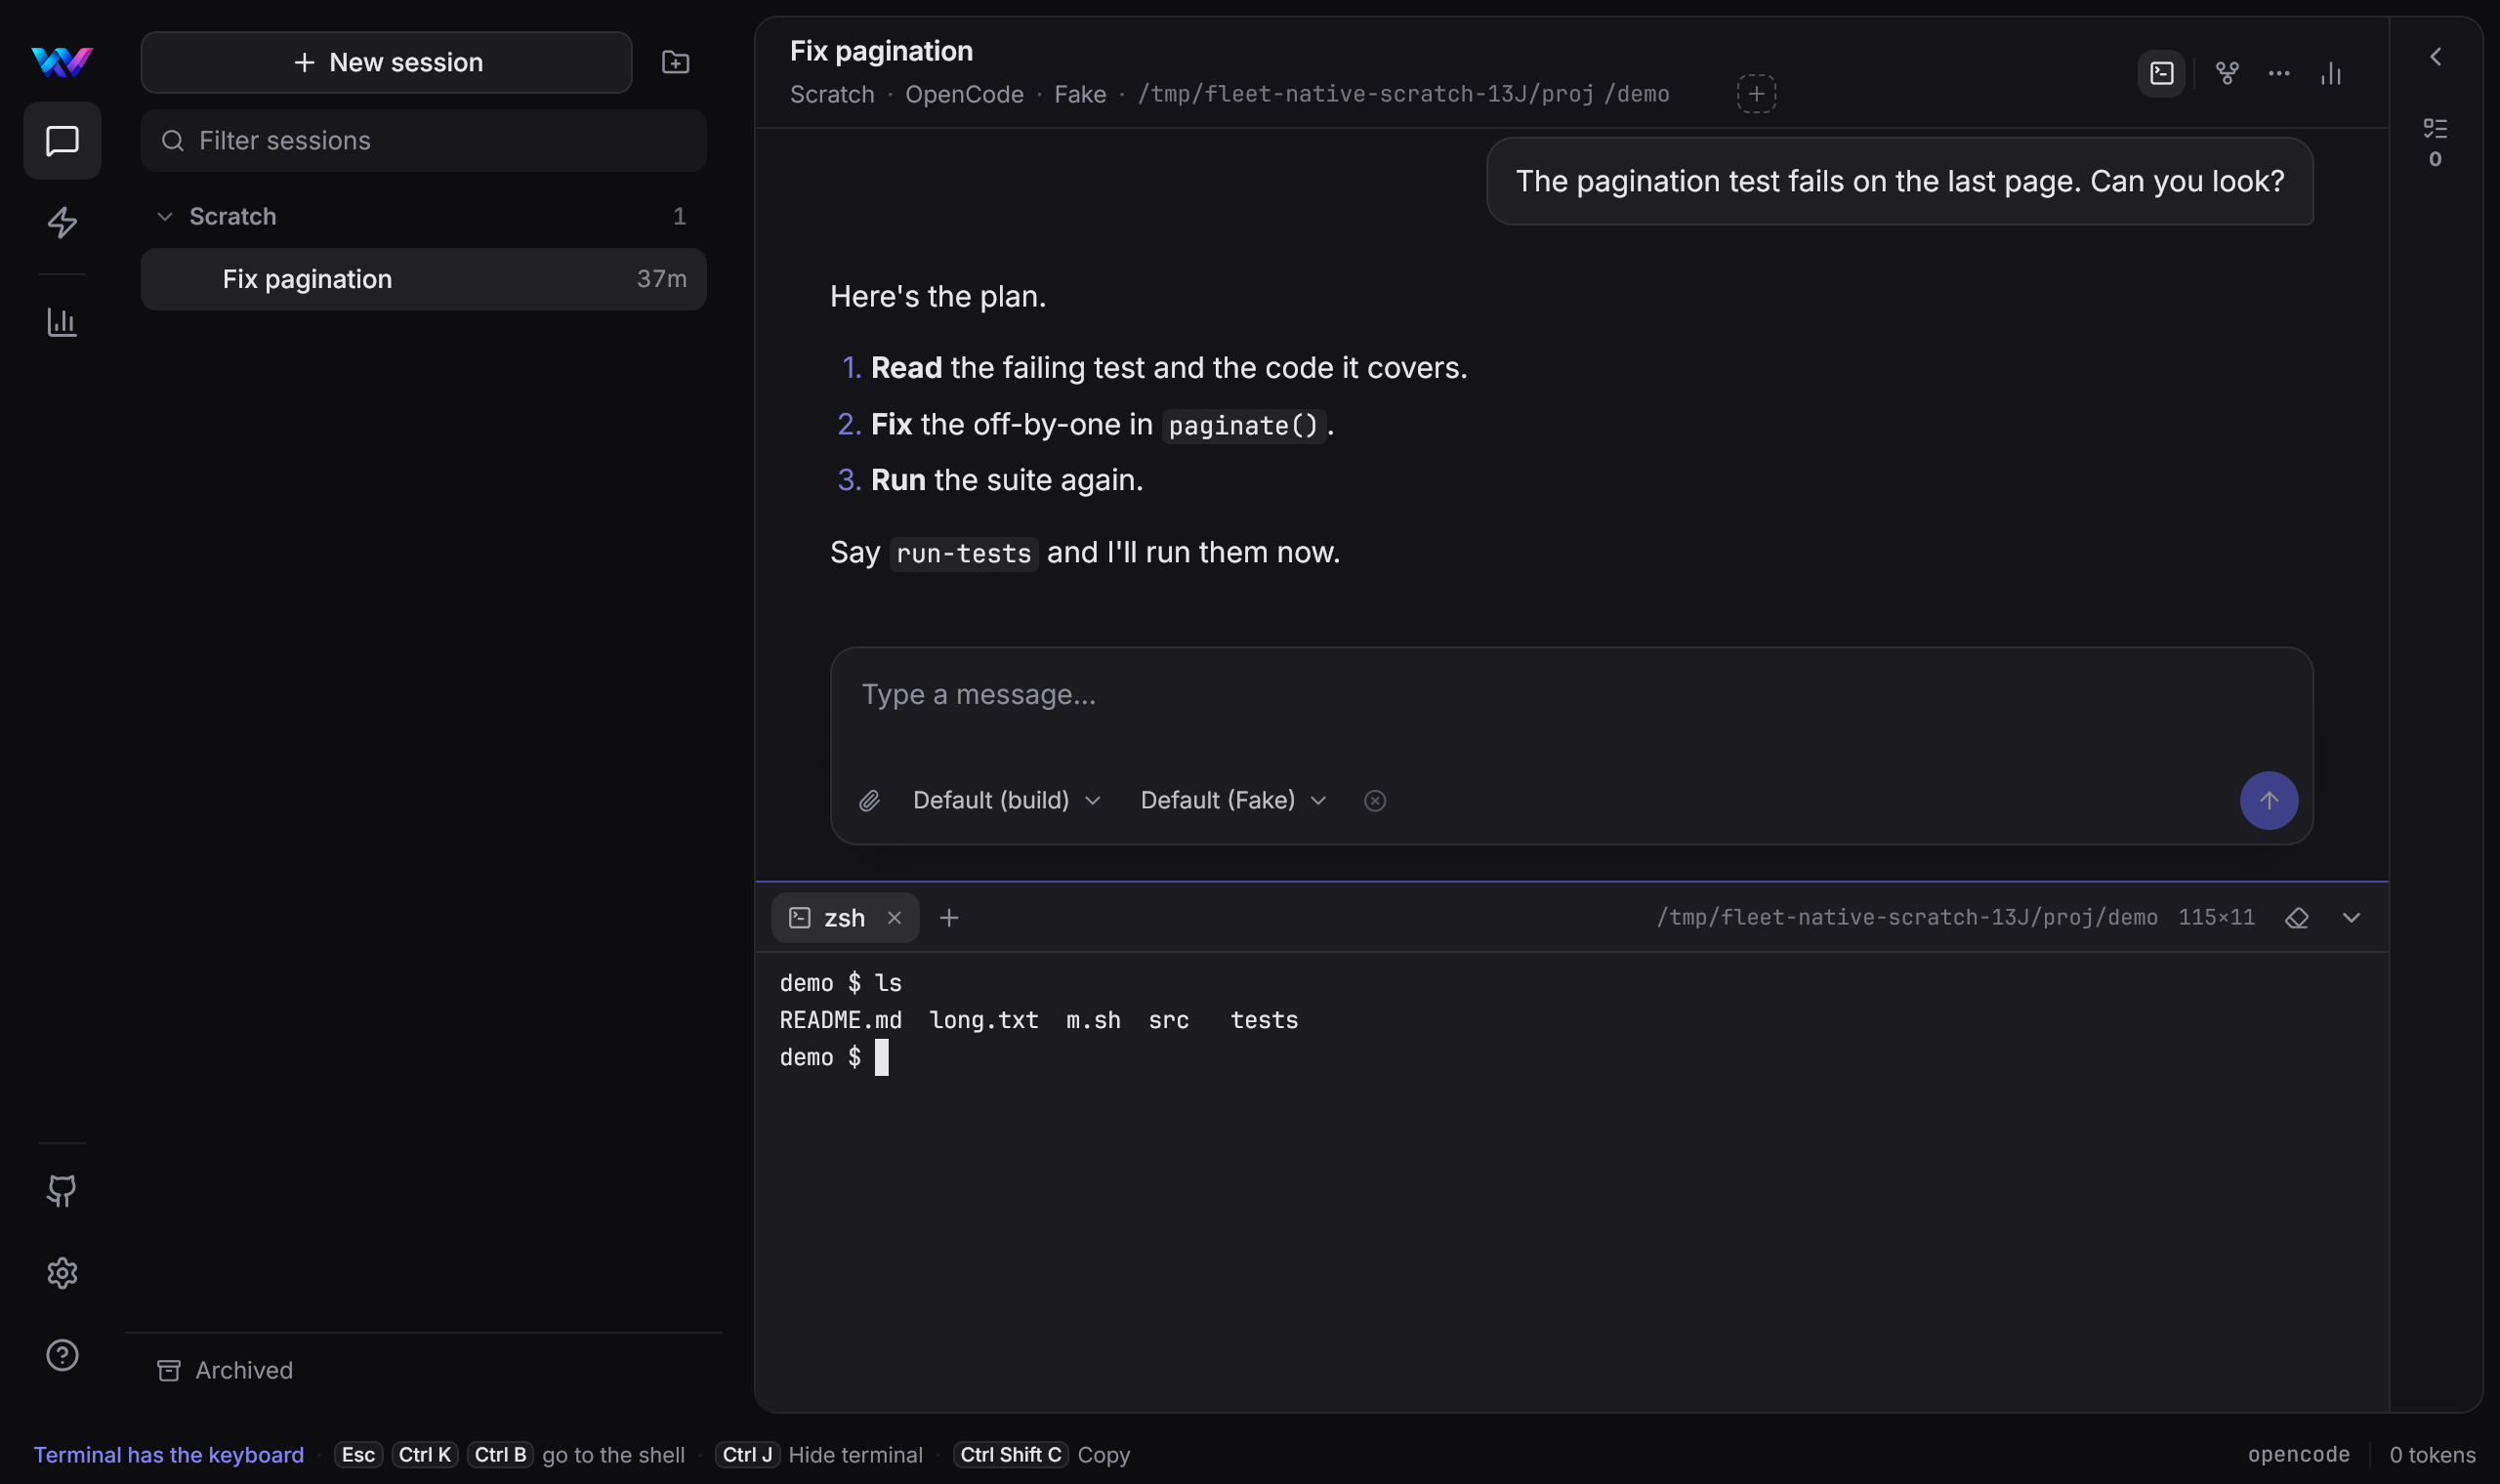 New session
Filter sessions
Scratch 1
Fix pagination 37m
Archived
Fix pagination
Scratch · OpenCode · Fake · /tmp/fleet-native-scratch-13J/proj /demo
0
The pagination test fails on the last page. Can you look?
Here's the plan.
1. Read the failing test and the code it covers.
2. Fix the off-by-one in paginate().
3. Run the suite again.
Say run-tests and I'll run them now.
Type a message...
Default (build) Default (Fake)
zsh /tmp/fleet-native-scratch-13J/proj/demo 115×11
demo $ ls
README.md long.txt m.sh src tests
demo $
Terminal has the keyboard · Esc Ctrl K Ctrl B go to the shell · Ctrl J Hide terminal · Ctrl Shift C Copy opencode 0 tokens